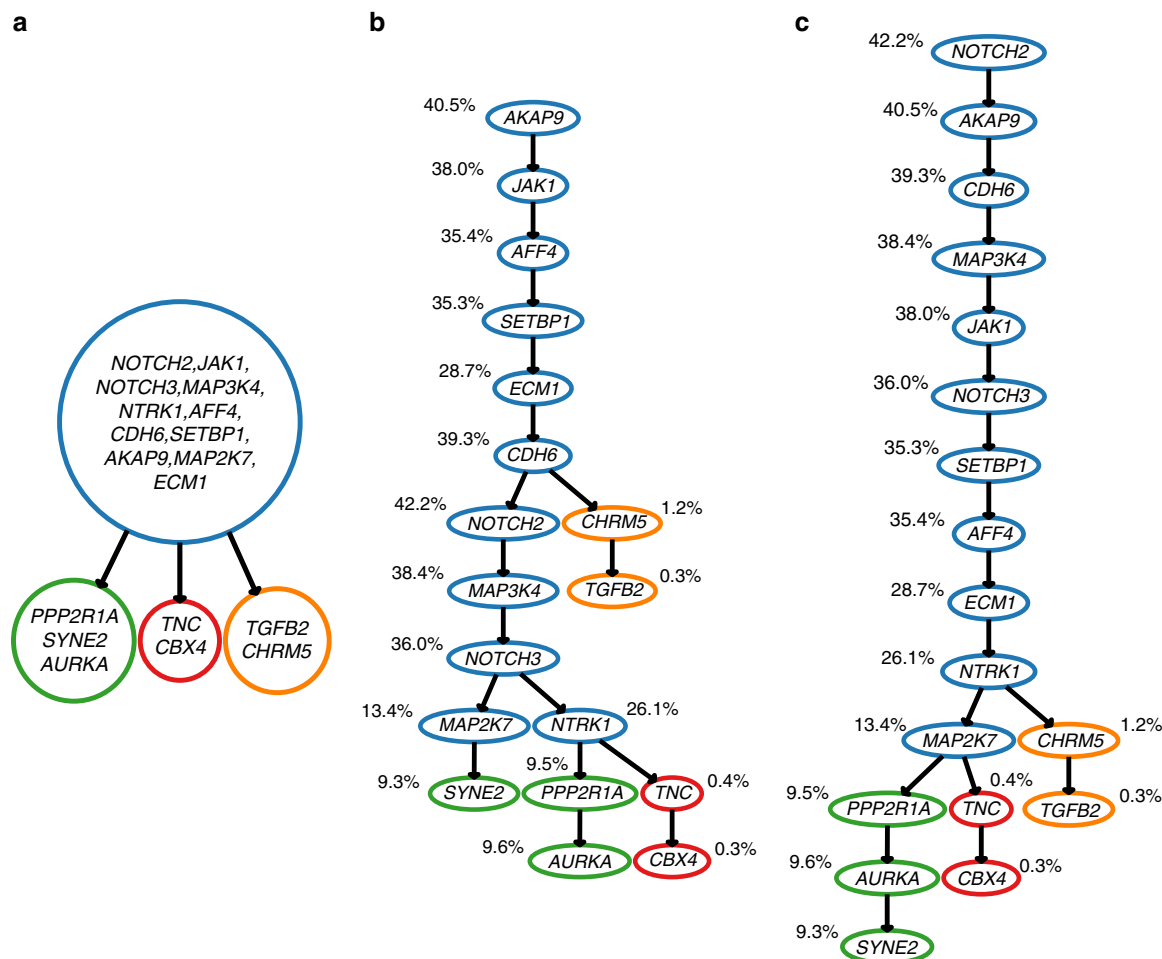 a
NOTCH2,JAK1,
NOTCH3,MAP3K4,
NTRK1,AFF4,
CDH6,SETBP1,
AKAP9,MAP2K7,
ECM1
PPP2R1A
SYNE2
AURKA
TNC
CBX4
TGFB2
CHRM5
b
40.5%
AKAP9
38.0%
JAK1
35.4%
AFF4
35.3%
SETBP1
28.7%
ECM1
39.3%
CDH6
42.2%
NOTCH2
CHRM5
1.2%
38.4%
MAP3K4
TGFB2
0.3%
36.0%
NOTCH3
13.4%
MAP2K7
NTRK1
26.1%
9.3%
SYNE2
9.5%
PPP2R1A
TNC
0.4%
9.6%
AURKA
CBX4
0.3%
c
42.2%
NOTCH2
40.5%
AKAP9
39.3%
CDH6
38.4%
MAP3K4
38.0%
JAK1
36.0%
NOTCH3
35.3%
SETBP1
35.4%
AFF4
28.7%
ECM1
26.1%
NTRK1
13.4%
MAP2K7
CHRM5
1.2%
9.5%
PPP2R1A
0.4%
TNC
TGFB2
0.3%
9.6%
AURKA
CBX4
0.3%
9.3%
SYNE2